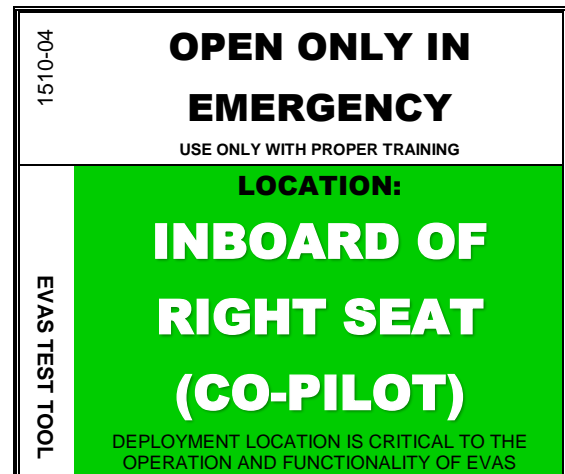 1510-04
OPEN ONLY IN
EMERGENCY
USE ONLY WITH PROPER TRAINING
EVAS TEST TOOL
LOCATION:
INBOARD OF
RIGHT SEAT
(CO-PILOT)
DEPLOYMENT LOCATION IS CRITICAL TO THE
OPERATION AND FUNCTIONALITY OF EVAS